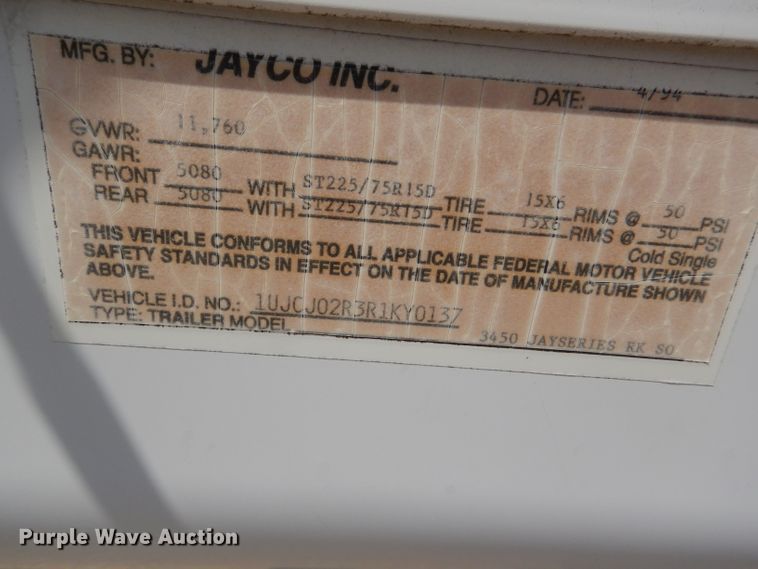 MFG. BY: JAYCO INC. DATE: 4/94
GVWR: 11,760
GAWR:
FRONT 5080 WITH ST225/75R15D TIRE 15X6 RIMS @ 50 PSI
REAR 5080 WITH ST225/75R15D TIRE 15X6 RIMS @ 50 PSI
Cold Single
THIS VEHICLE CONFORMS TO ALL APPLICABLE FEDERAL MOTOR VEHICLE
SAFETY STANDARDS IN EFFECT ON THE DATE OF MANUFACTURE SHOWN
ABOVE.
VEHICLE I.D. NO.: 1UJCJ02R3R1KY0137
TYPE: TRAILER MODEL 3450 JAYSERIES RK SO
Purple Wave Auction